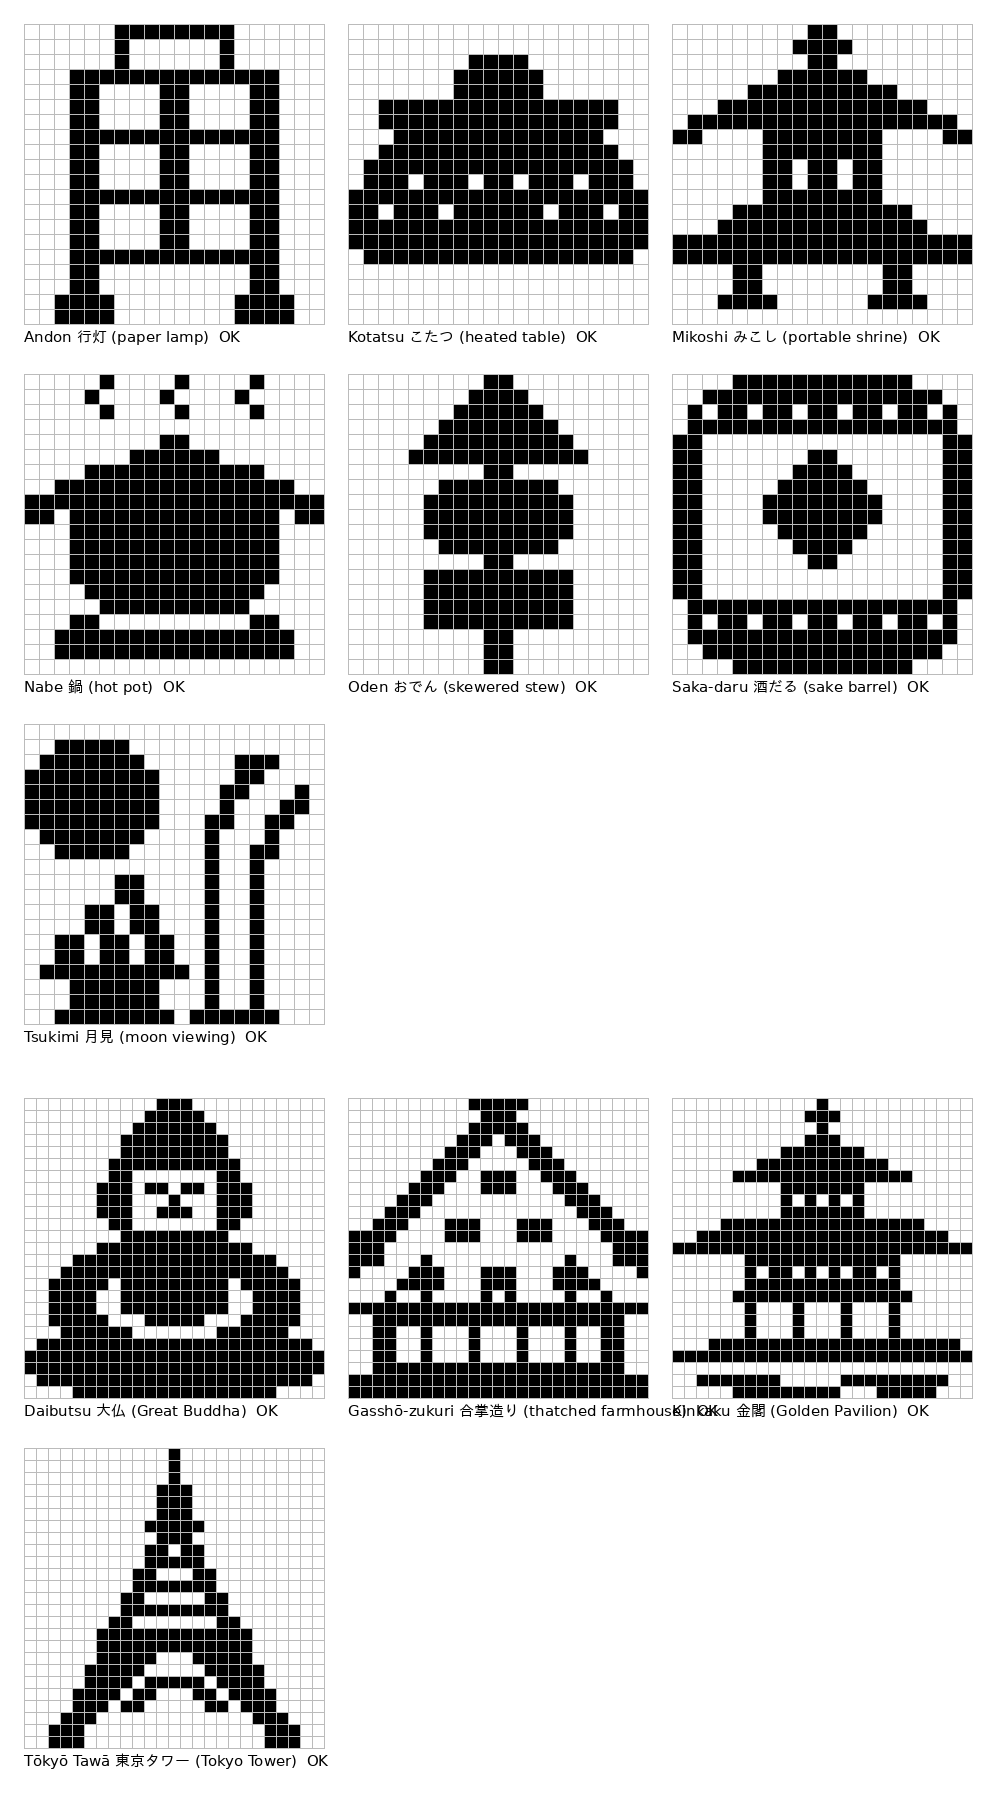 Andon 行灯 (paper lamp)  OK
Kotatsu こたつ (heated table)  OK
Mikoshi みこし (portable shrine)  OK
Nabe 鍋 (hot pot)  OK
Oden おでん (skewered stew)  OK
Saka-daru 酒だる (sake barrel)  OK
Tsukimi 月見 (moon viewing)  OK
Daibutsu 大仏 (Great Buddha)  OK
Gasshō-zukuri 合掌造り (thatched farmhouse)  OK
Kinkaku 金閣 (Golden Pavilion)  OK
Tōkyō Tawā 東京タワー (Tokyo Tower)  OK